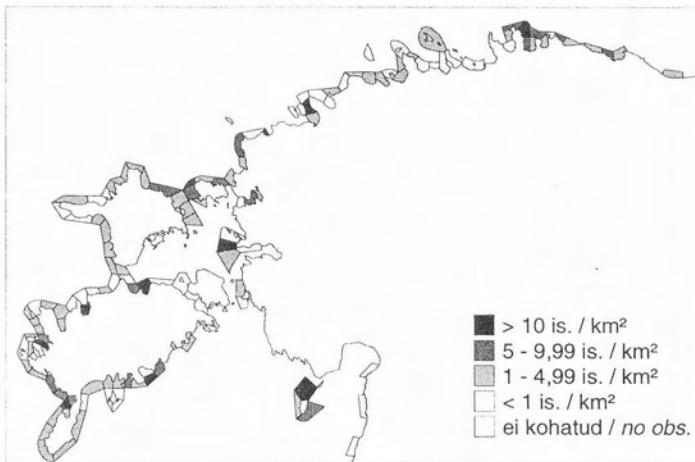 > 10 is. / km²
5 - 9,99 is. / km²
1 - 4,99 is. / km²
< 1 is. / km²
ei kohatud / no obs.